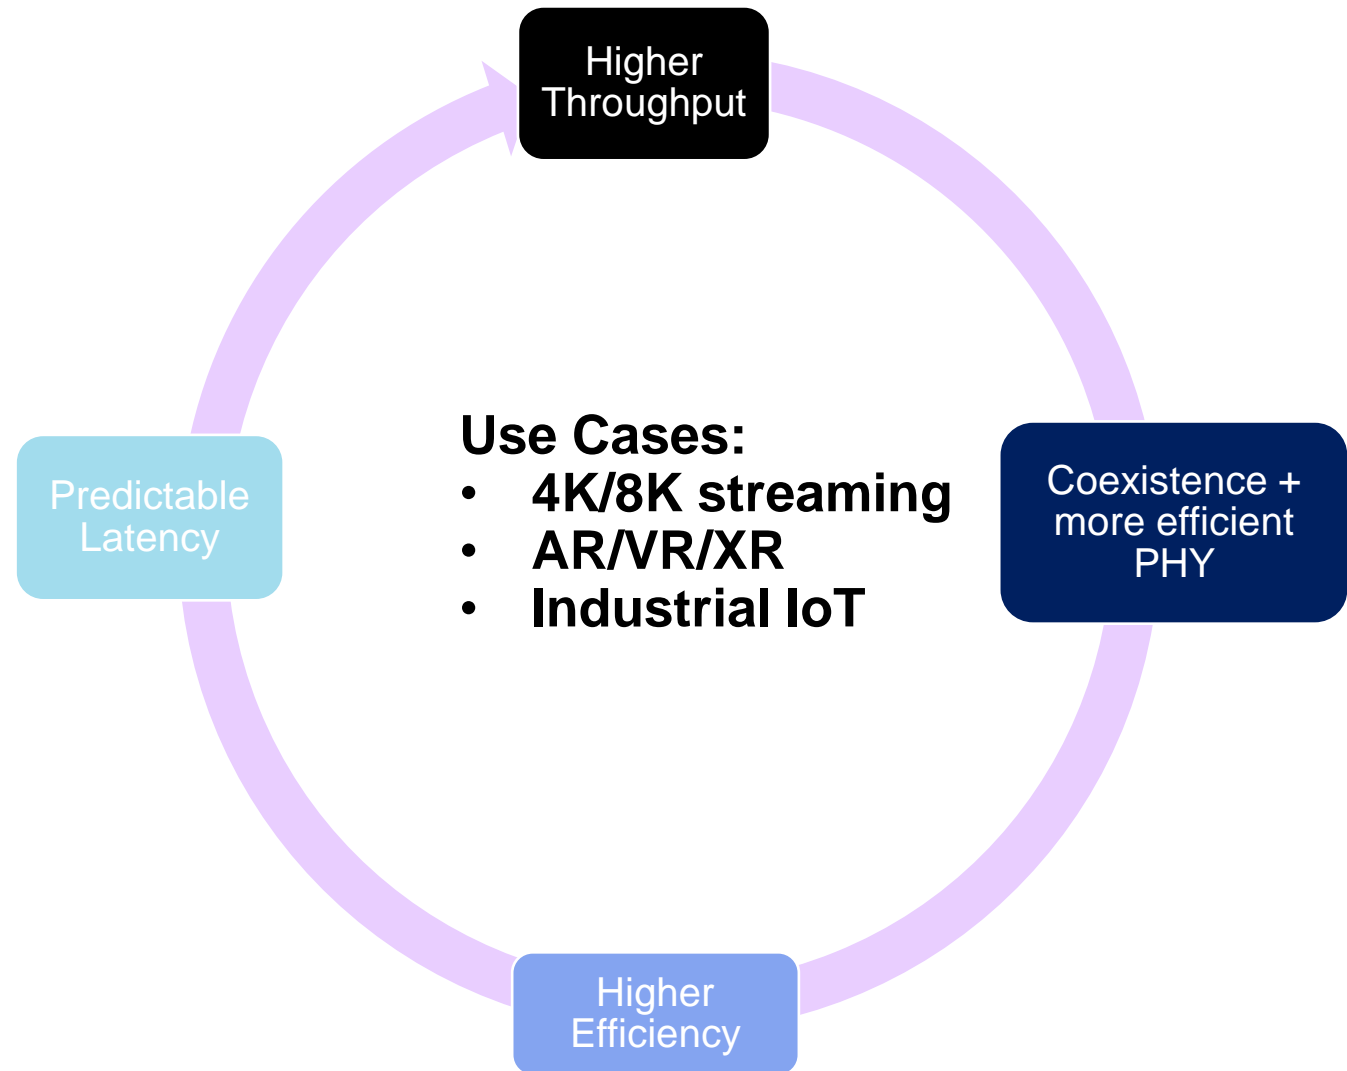 Higher
Throughput
Coexistence +
more efficient
PHY
Higher
Efficiency
Predictable
Latency
Use Cases:
• 4K/8K streaming
• AR/VR/XR
• Industrial IoT